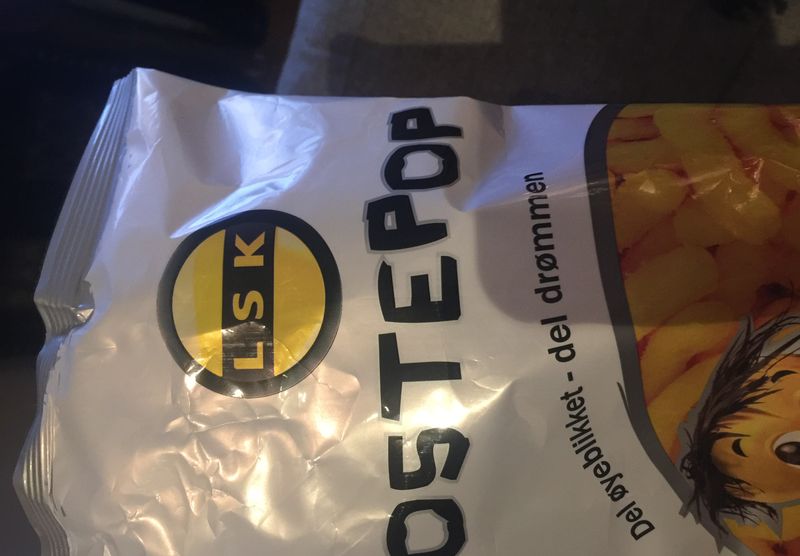 LSK
OSTEPOP
Del øyeblikket - del drømmen